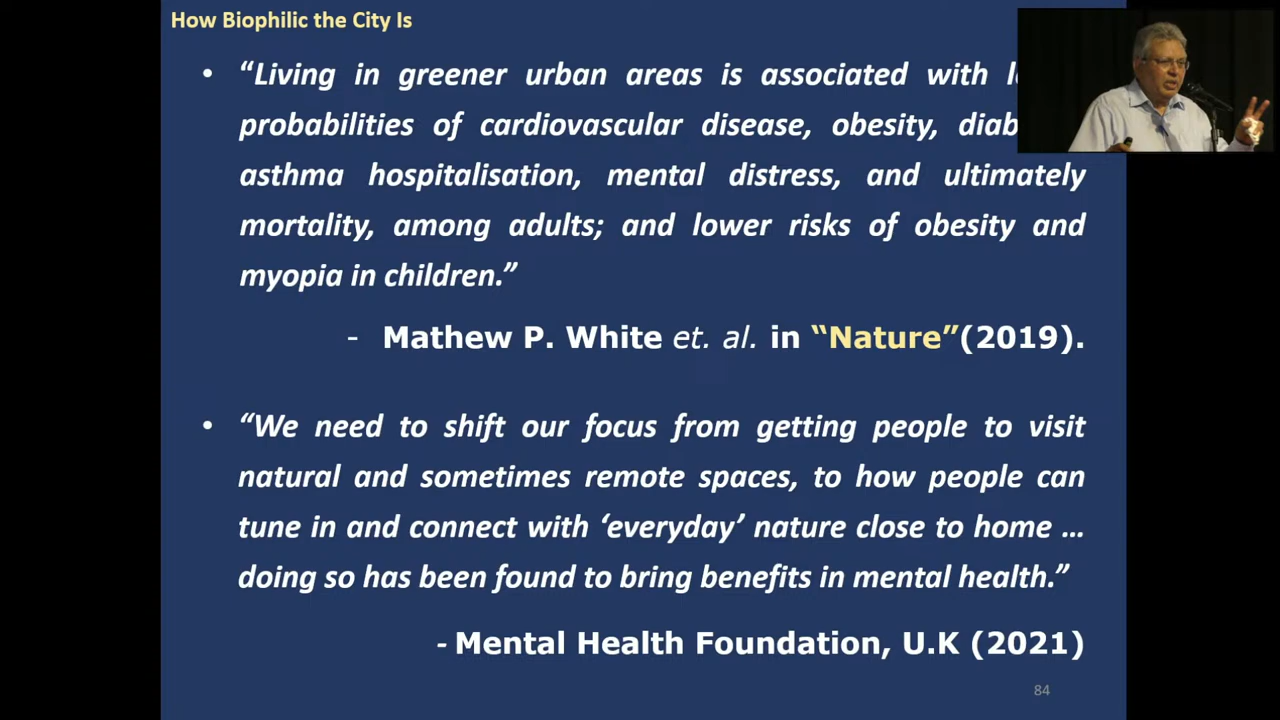 How Biophilic the City Is
• “Living in greener urban areas is associated with
probabilities of cardiovascular disease, obesity,
asthma hospitalisation, mental distress, and ultimately
mortality, among adults; and lower risks of obesity and
myopia in children.”
- Mathew P. White et. al. in “Nature”(2019).
• “We need to shift our focus from getting people to visit
natural and sometimes remote spaces, to how people can
tune in and connect with ‘everyday’ nature close to home ...
doing so has been found to bring benefits in mental health.”
- Mental Health Foundation, U.K (2021)
84